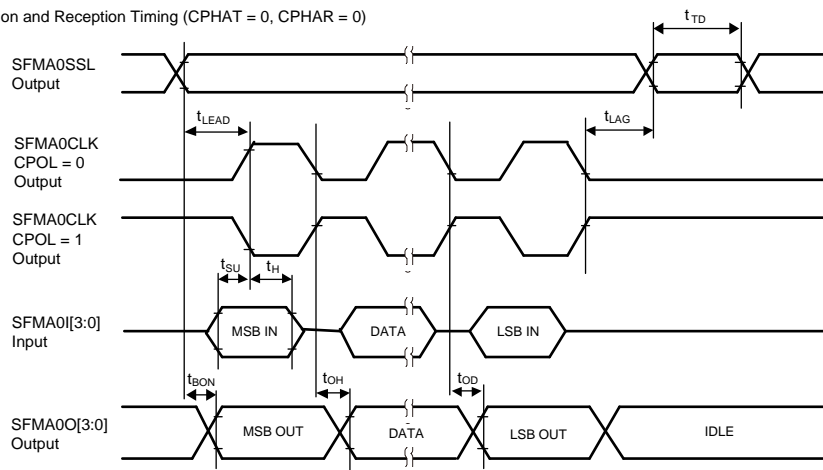 on and Reception Timing (CPHAT = 0, CPHAR = 0)
tTD
SFMA0SSL
Output
tLEAD
tLAG
SFMA0CLK
CPOL = 0
Output
SFMA0CLK
CPOL = 1
Output
tSU
tH
SFMA0I[3:0]
Input
MSB IN
DATA
LSB IN
tBON
tOH
tOD
SFMA0O[3:0]
Output
MSB OUT
DATA
LSB OUT
IDLE